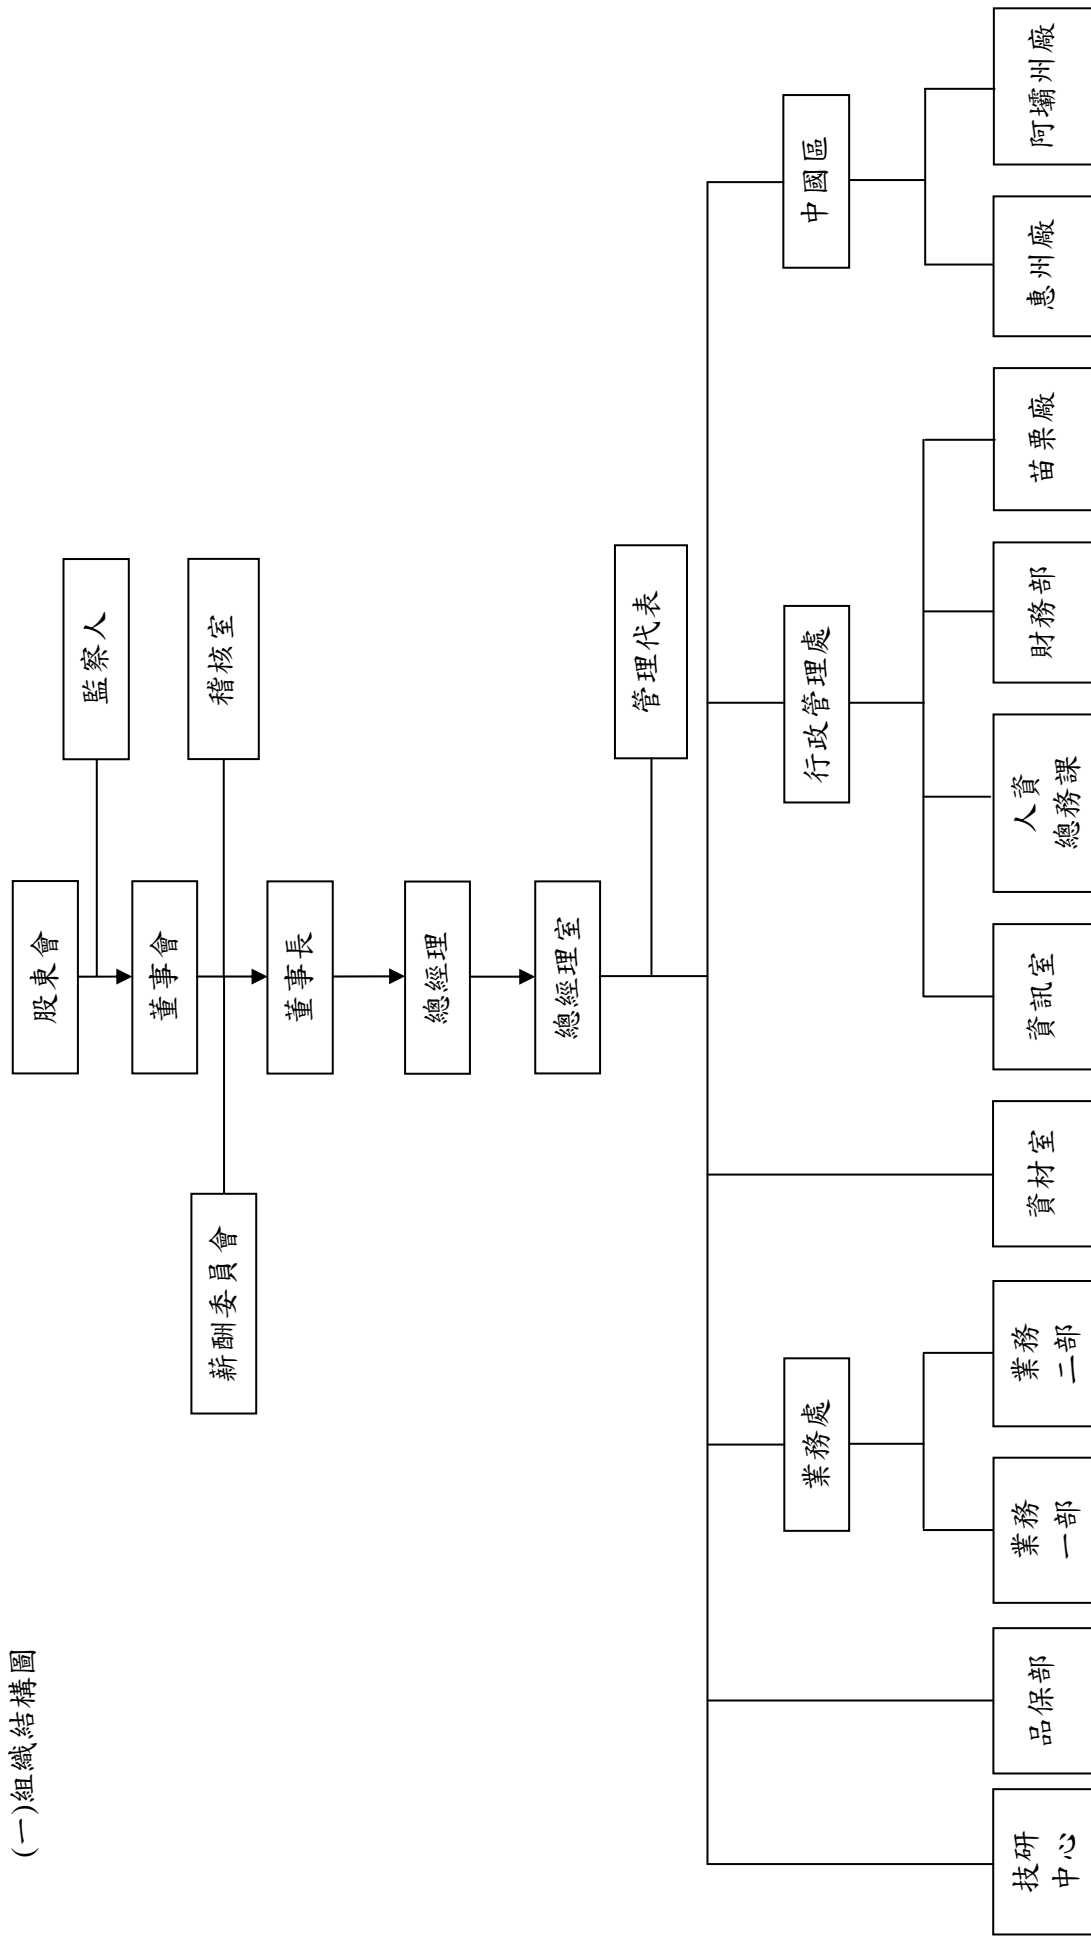 (一)組織結構圖
股東會
監察人
董事會
稽核室
薪酬委員會
董事長
總經理
總經理室
管理代表
業務處
行政管理處
中國區
技研
中心
品保部
業務
一部
業務
二部
資材室
資訊室
人資
總務課
財務部
苗栗廠
惠州廠
阿壩州廠